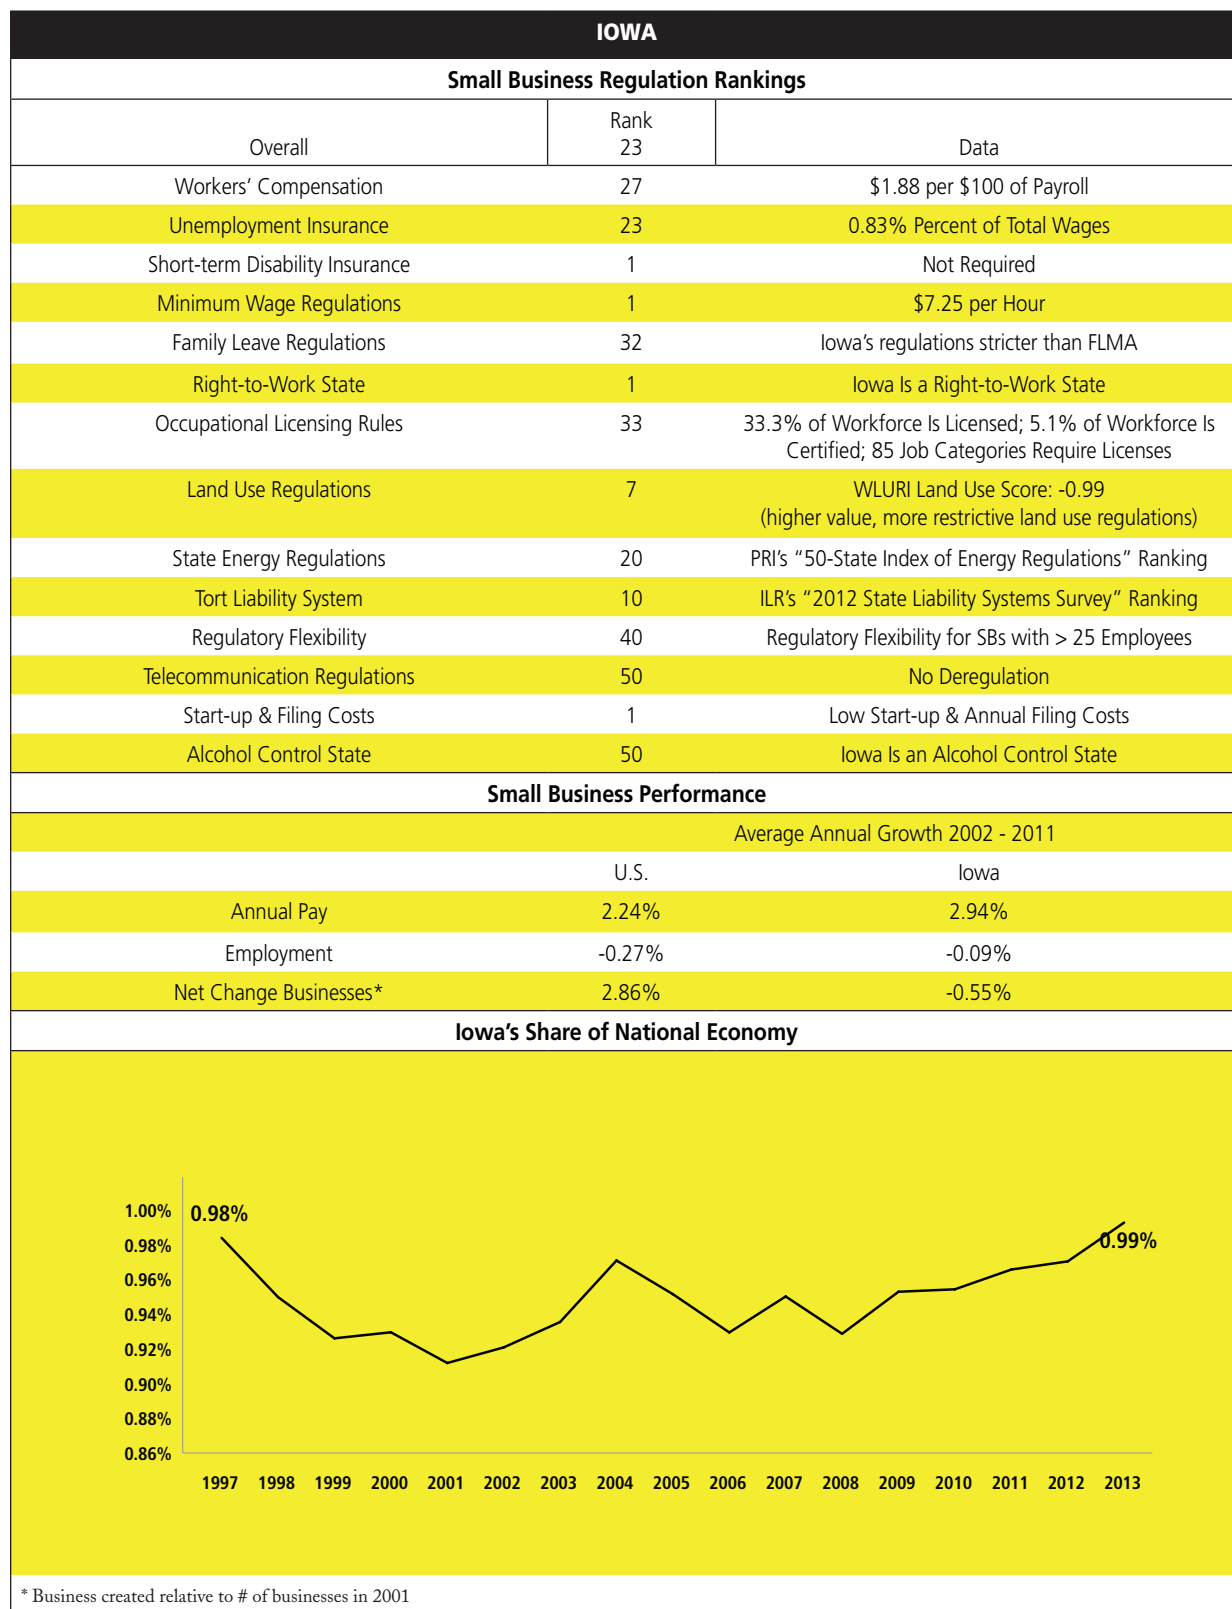 IOWA
Small Business Regulation Rankings
Rank
Overall 23 Data
Workers’ Compensation 27 $1.88 per $100 of Payroll
Unemployment Insurance 23 0.83% Percent of Total Wages
Short-term Disability Insurance 1 Not Required
Minimum Wage Regulations 1 $7.25 per Hour
Family Leave Regulations 32 Iowa’s regulations stricter than FLMA
Right-to-Work State 1 Iowa Is a Right-to-Work State
Occupational Licensing Rules 33 33.3% of Workforce Is Licensed; 5.1% of Workforce Is
Certified; 85 Job Categories Require Licenses
Land Use Regulations 7 WLURI Land Use Score: -0.99
(higher value, more restrictive land use regulations)
State Energy Regulations 20 PRI’s “50-State Index of Energy Regulations” Ranking
Tort Liability System 10 ILR’s “2012 State Liability Systems Survey” Ranking
Regulatory Flexibility 40 Regulatory Flexibility for SBs with > 25 Employees
Telecommunication Regulations 50 No Deregulation
Start-up & Filing Costs 1 Low Start-up & Annual Filing Costs
Alcohol Control State 50 Iowa Is an Alcohol Control State
Small Business Performance
Average Annual Growth 2002 - 2011
U.S. Iowa
Annual Pay 2.24% 2.94%
Employment -0.27% -0.09%
Net Change Businesses* 2.86% -0.55%
Iowa’s Share of National Economy
1.00% 0.98%
0.98% 0.99%
0.96%
0.94%
0.92%
0.90%
0.88%
0.86%
1997 1998 1999 2000 2001 2002 2003 2004 2005 2006 2007 2008 2009 2010 2011 2012 2013
* Business created relative to # of businesses in 2001